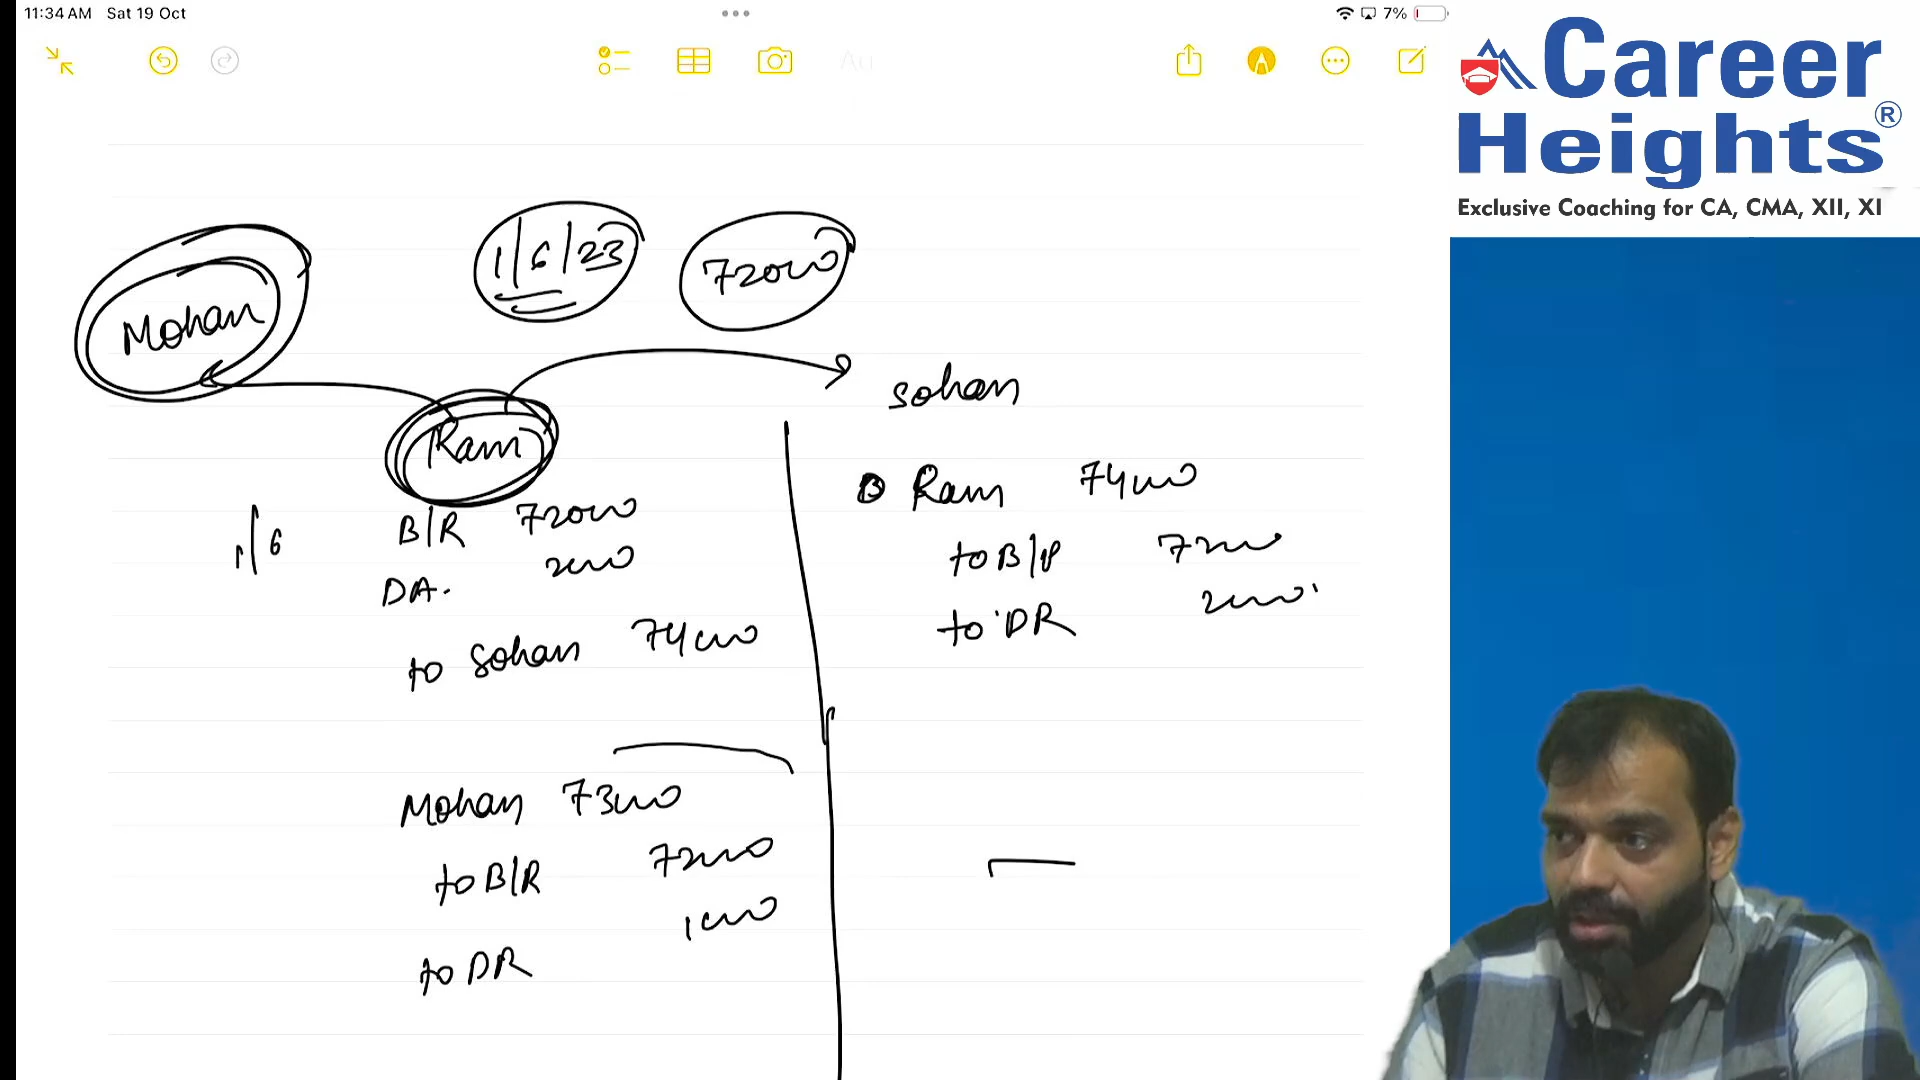 11:34 AM Sat 19 Oct
7%
Career
Heights®
Exclusive Coaching for CA, CMA, XII, XI
1/6/23 72000
Mohan
Sohan
Ram
1/6 B/R 72000
DA. 2000
to Sohan 74000
Ram 74000
to B/P 72000
to DR 2000
Mohan 73000
to B/R 72000
1000
to DR